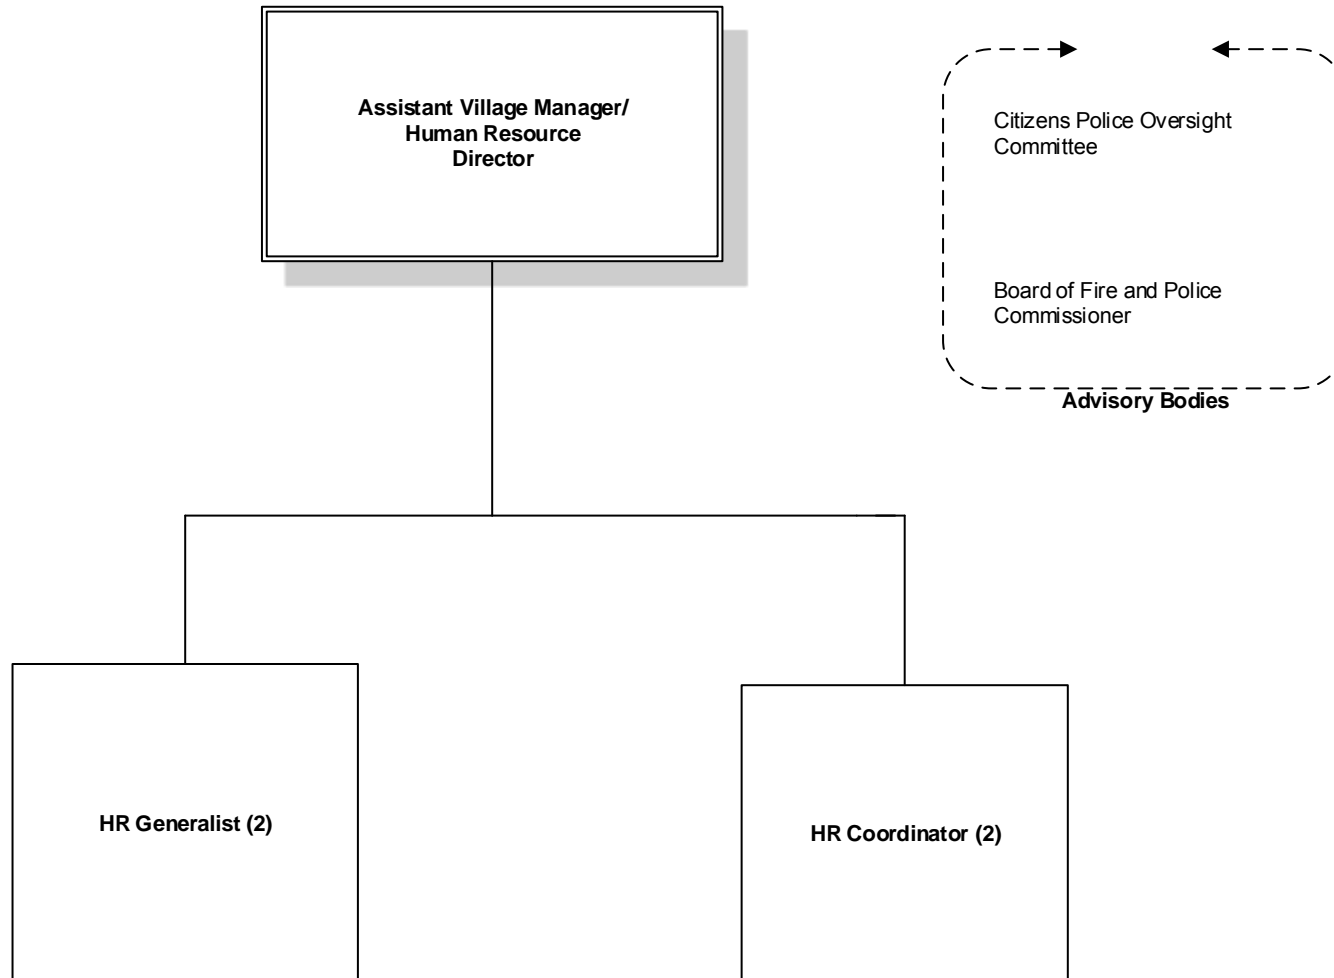 Assistant Village Manager/
Human Resource
Director
Citizens Police Oversight
Committee
Board of Fire and Police
Commissioner
Advisory Bodies
HR Generalist (2)
HR Coordinator (2)